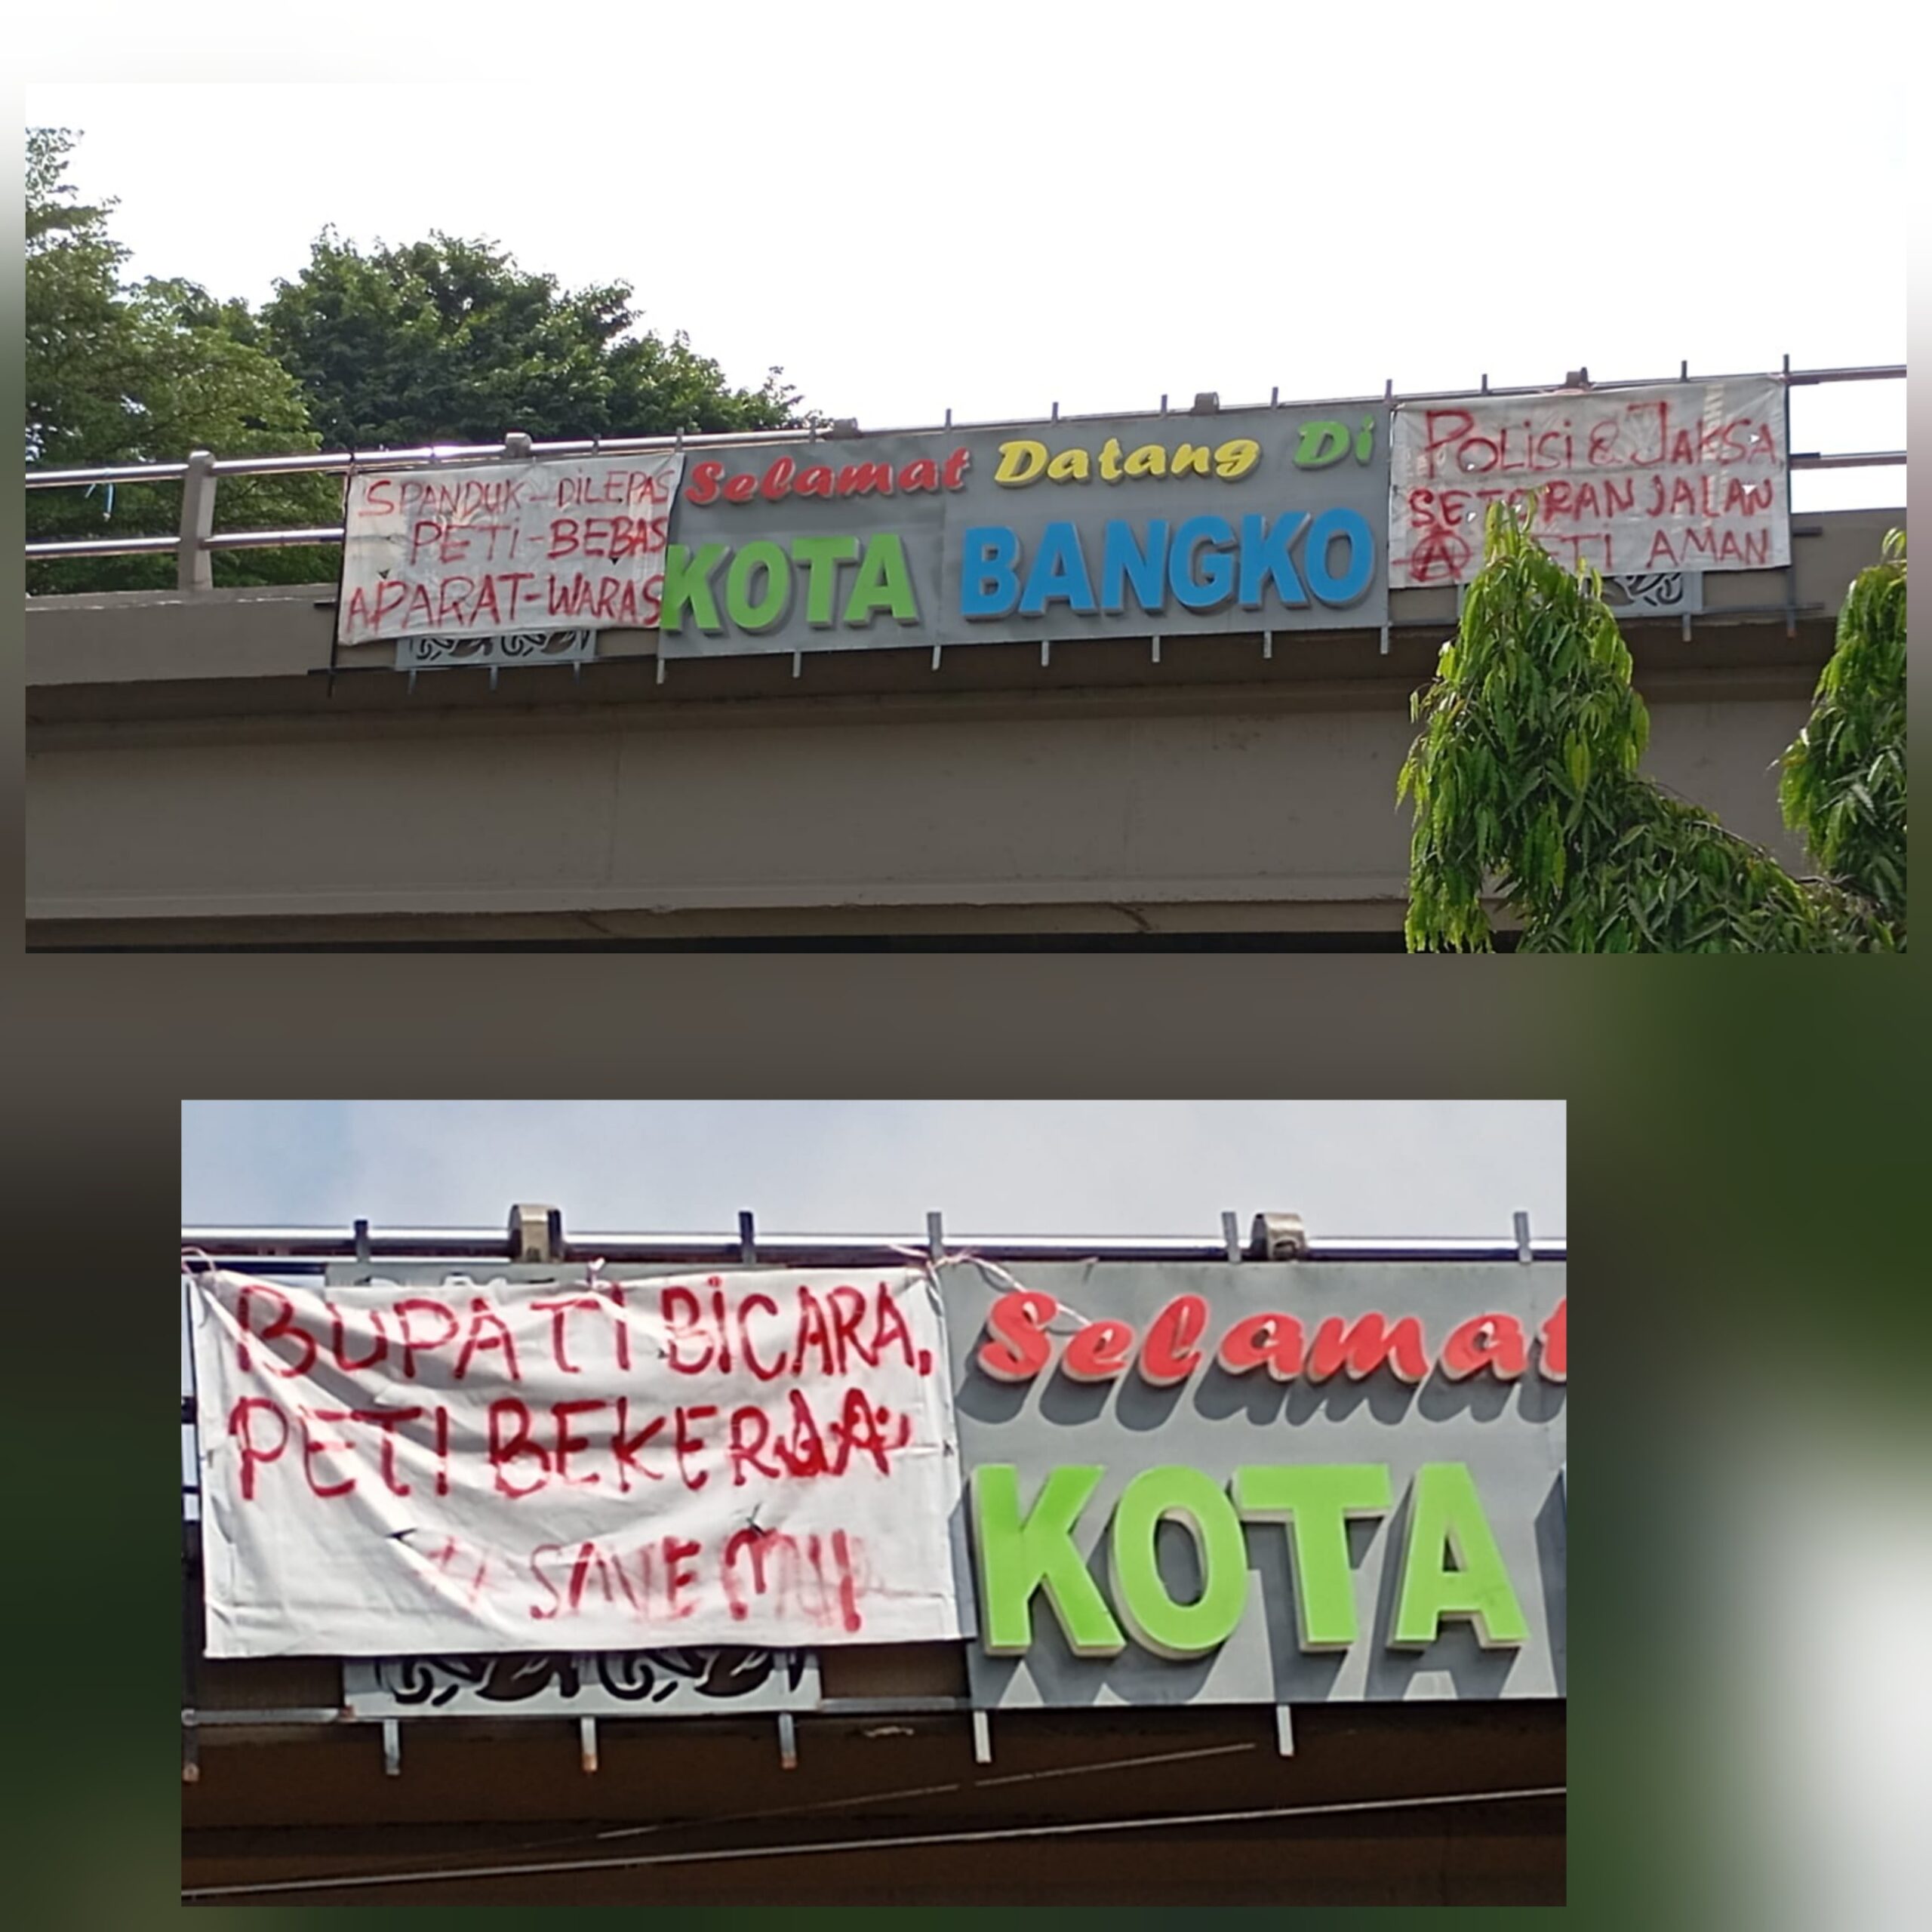 SPANDUK-DILEPAS
PETI-BEBAS
APARAT-WARAS
Selamat Datang Di
KOTA BANGKO
POLISI & JAKSA
SETORAN JALAN
PETI AMAN
BUPATI BICARA,
PETI BEKERJA
# SAVE
Selamat
KOTA